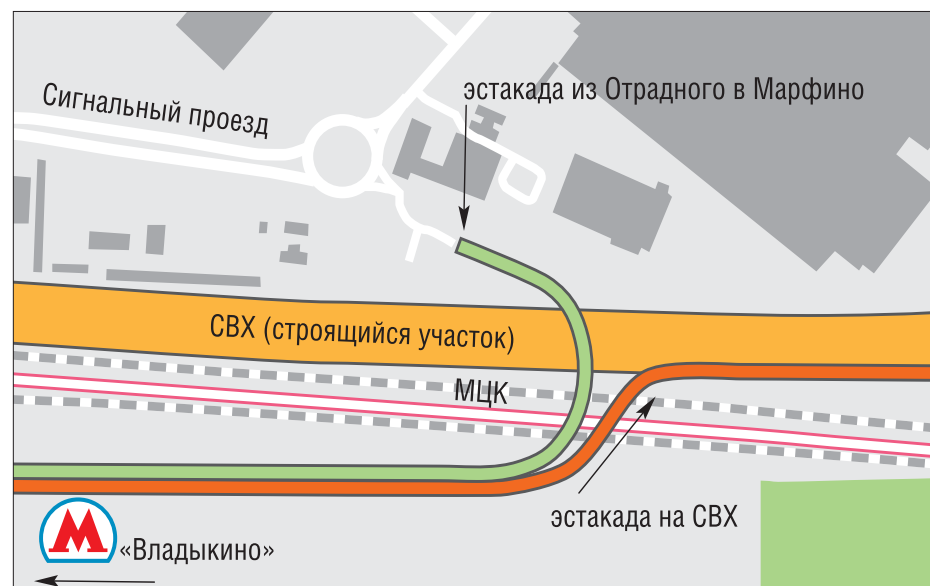 эстакада из Отрадного в Марфино
Сигнальный проезд
СВХ (строящийся участок)
МЦК
эстакада на СВХ
М
«Владыкино»